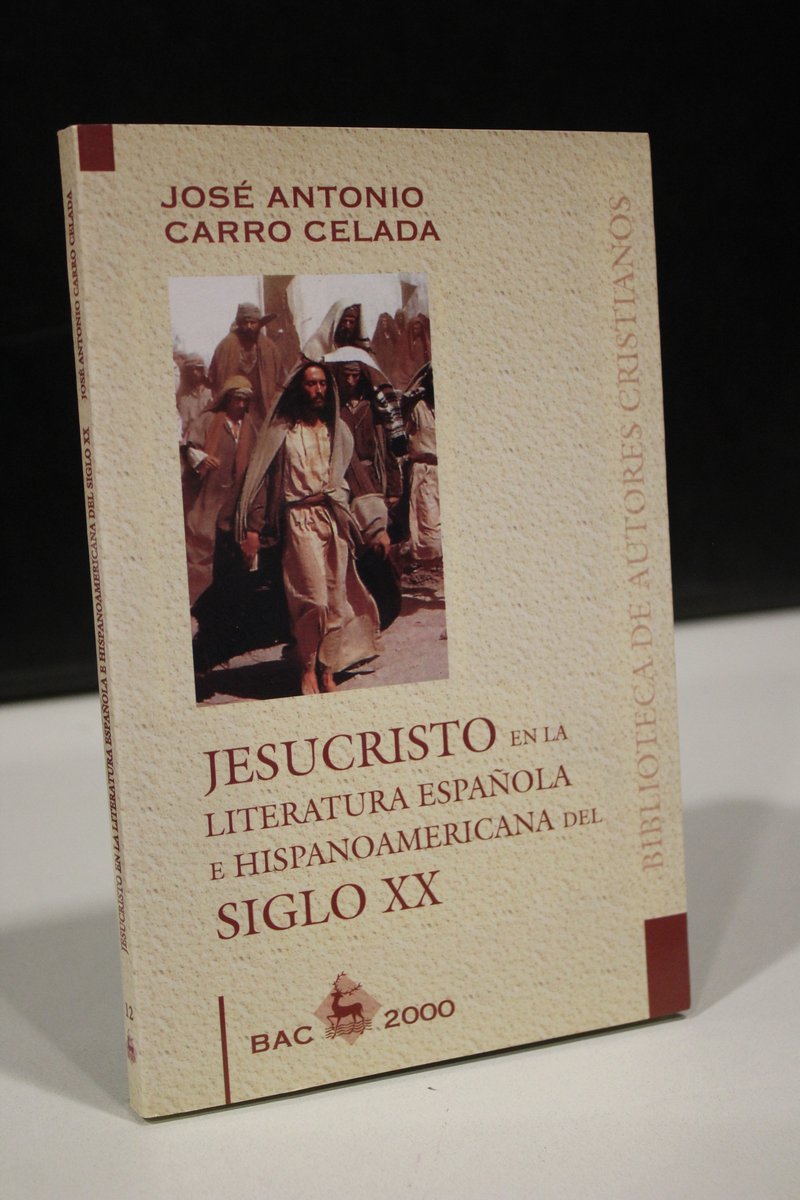 JOSÉ ANTONIO
CARRO CELADA
JESUCRISTO EN LA
LITERATURA ESPAÑOLA
E HISPANOAMERICANA DEL
SIGLO XX
BAC 2000
BIBLIOTECA DE AUTORES CRISTIANOS
JESUCRISTO EN LA LITERATURA ESPAÑOLA E HISPANOAMERICANA DEL SIGLO XX JOSÉ ANTONIO CARRO CELADA
12